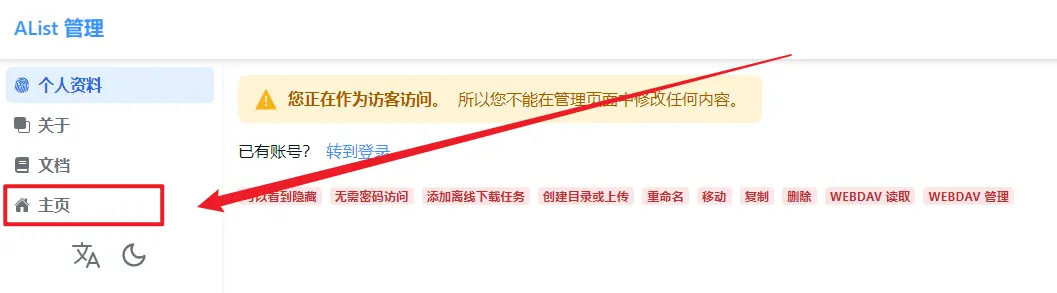 AList 管理
个人资料
关于
文档
主页
您正在作为访客访问。 所以您不能在管理页面中修改任何内容。
已有账号? 转到登录
可以看到隐藏 无需密码访问 添加离线下载任务 创建目录或上传 重命名 移动 复制 删除 WEBDAV 读取 WEBDAV 管理